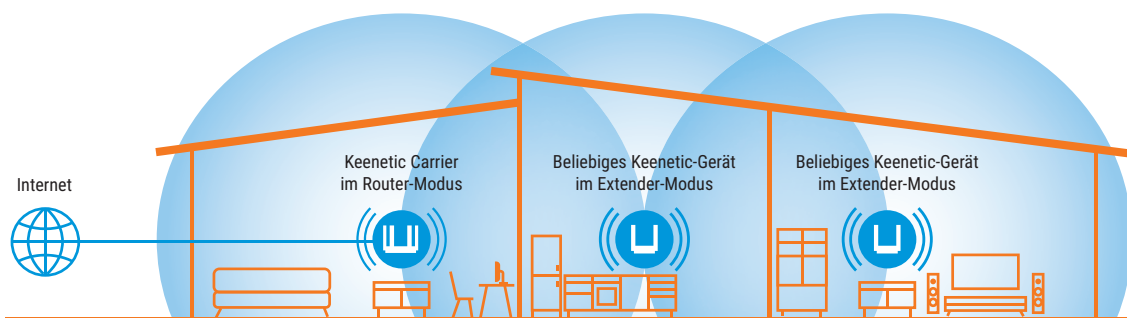 Internet
Keenetic Carrier
im Router-Modus
Beliebiges Keenetic-Gerät
im Extender-Modus
Beliebiges Keenetic-Gerät
im Extender-Modus